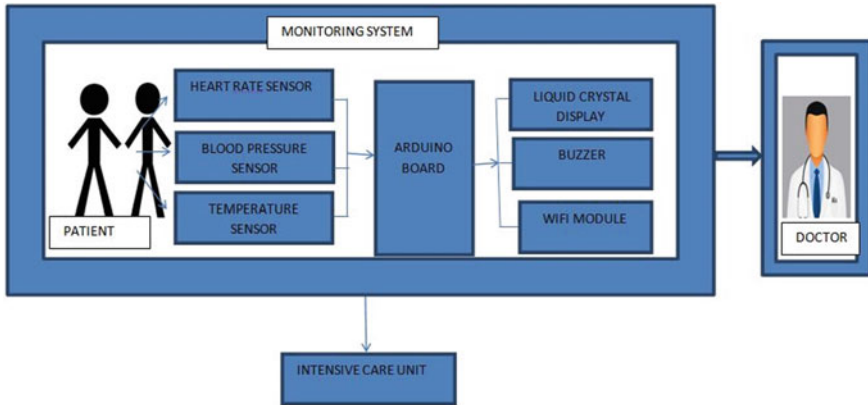 MONITORING SYSTEM
HEART RATE SENSOR
BLOOD PRESSURE
SENSOR
TEMPERATURE
SENSOR
PATIENT
ARDUINO
BOARD
LIQUID CRYSTAL
DISPLAY
BUZZER
WIFI MODULE
DOCTOR
INTENSIVE CARE UNIT